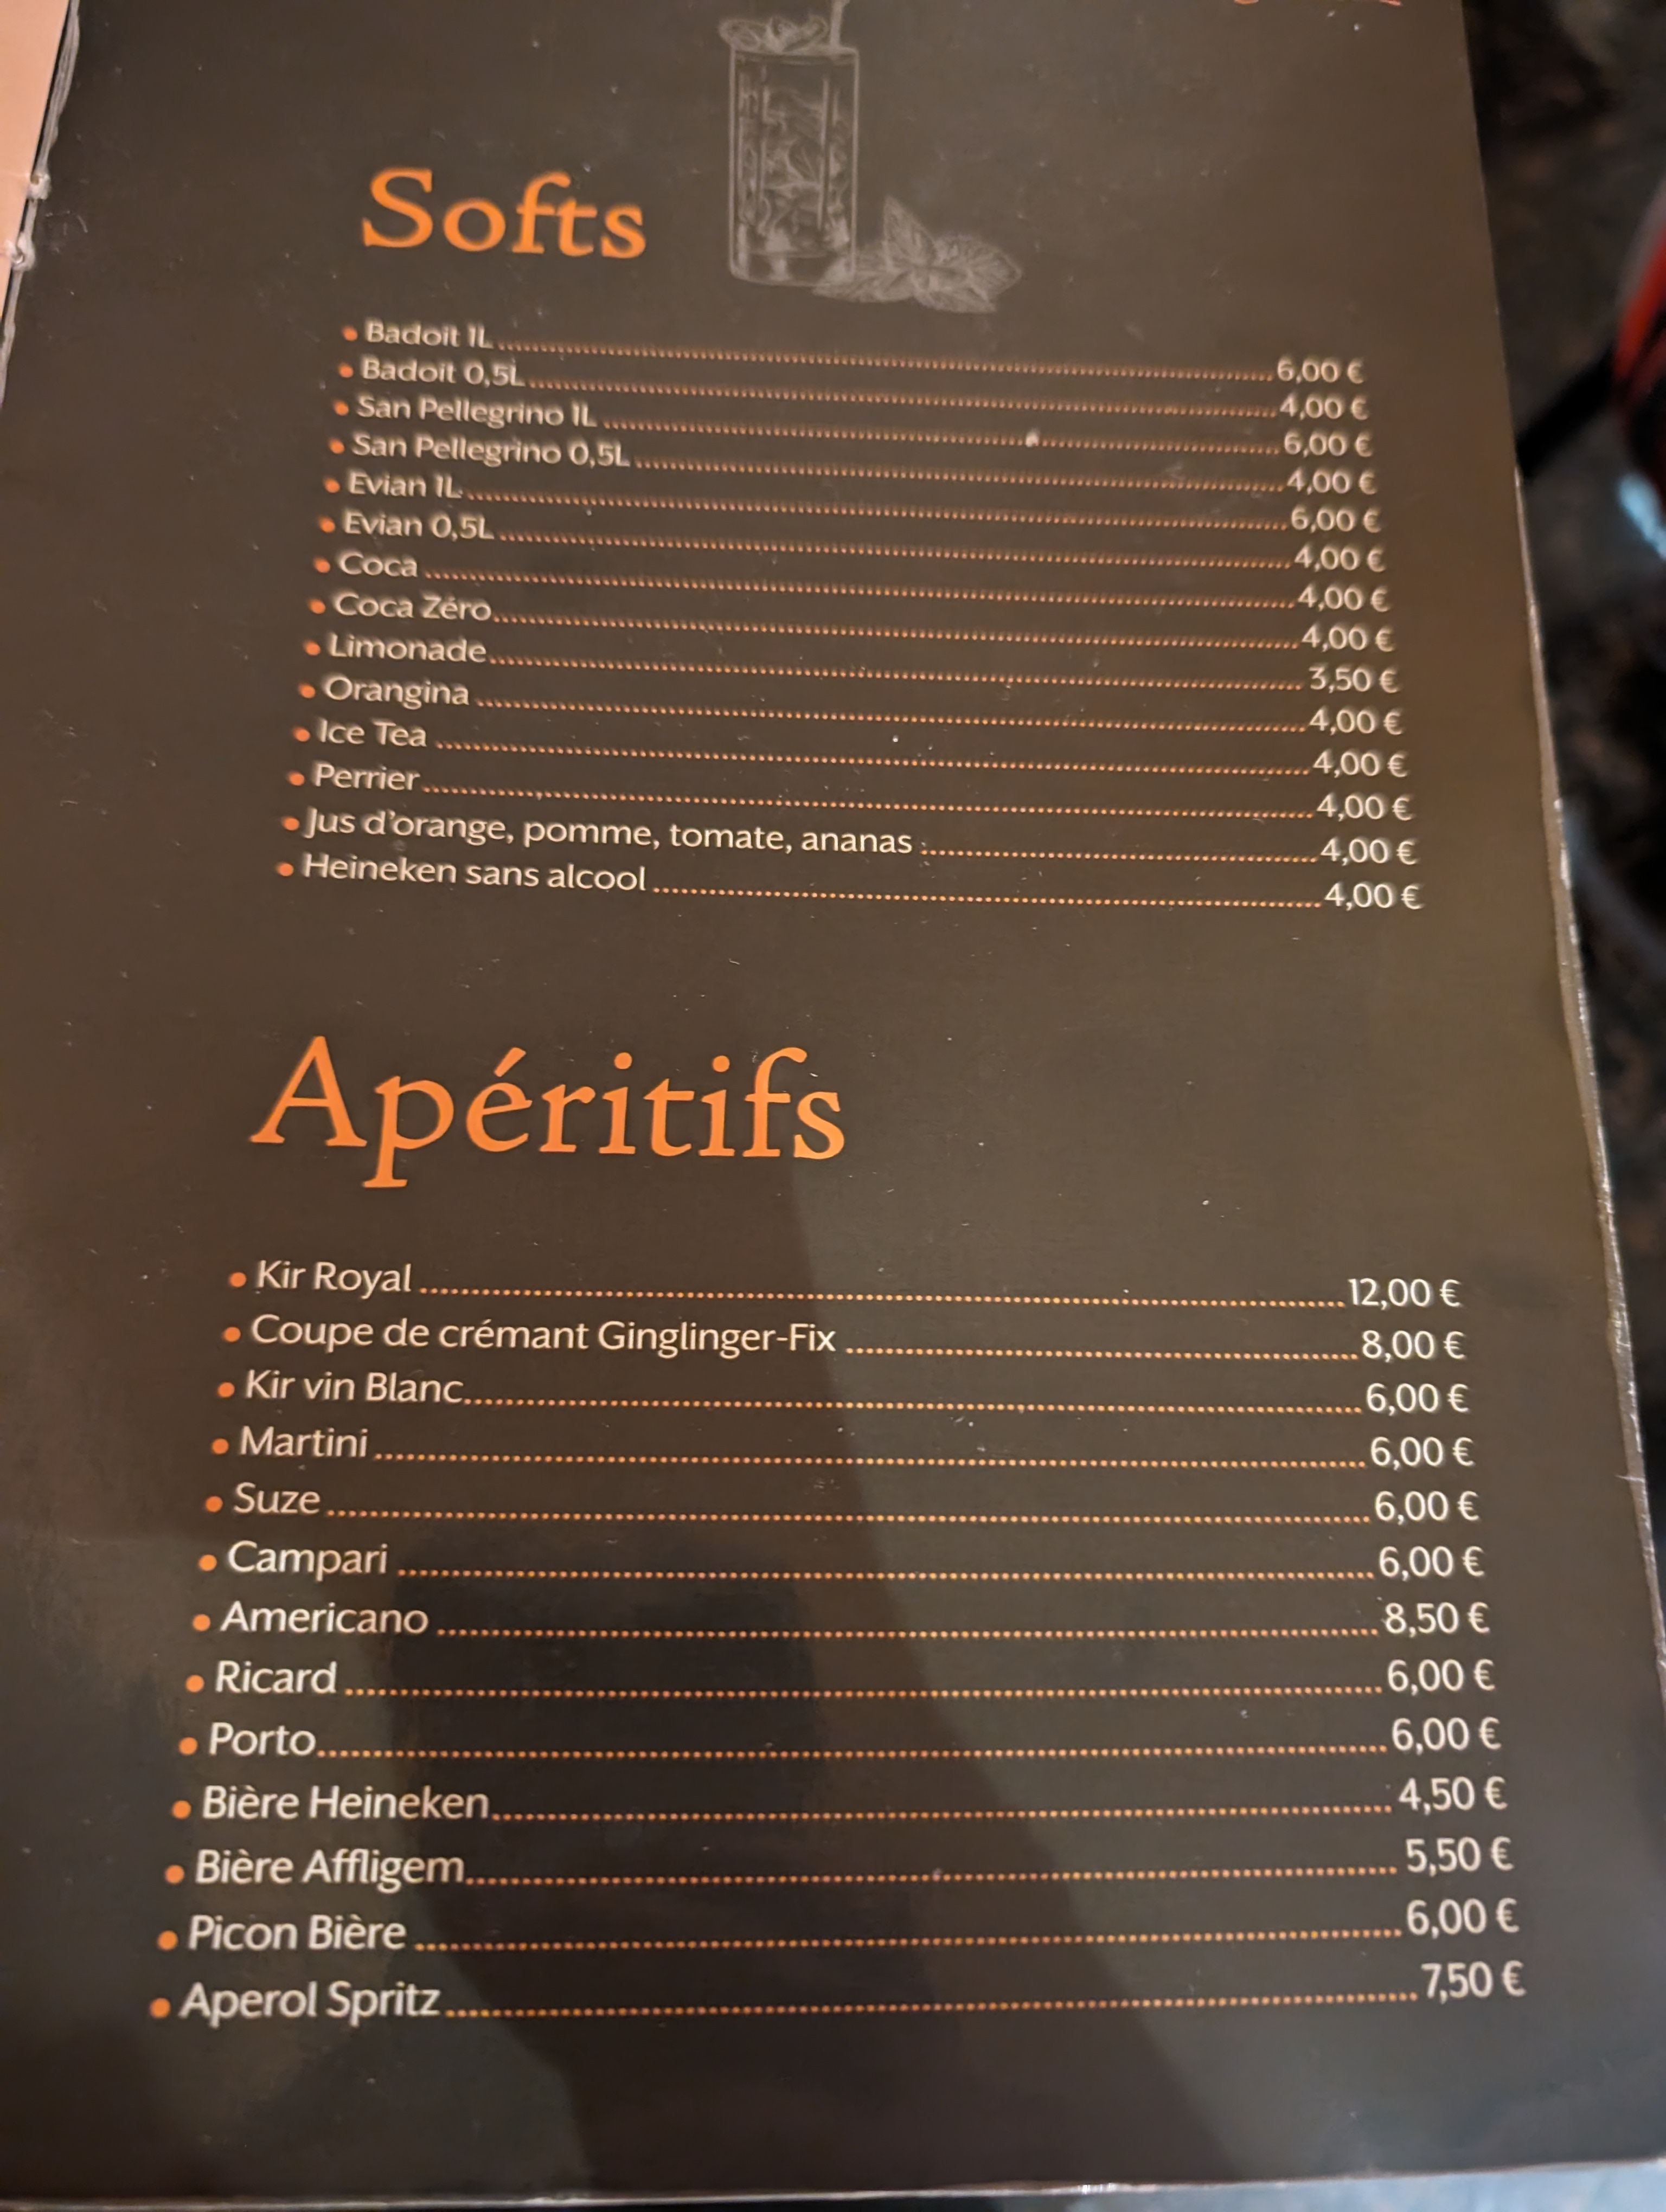 Softs
• Badoit 1L 6,00 €
• Badoit 0,5L 4,00 €
• San Pellegrino 1L 6,00 €
• San Pellegrino 0,5L 4,00 €
• Evian 1L 6,00 €
• Evian 0,5L 4,00 €
• Coca 4,00 €
• Coca Zéro 4,00 €
• Limonade 3,50 €
• Orangina 4,00 €
• Ice Tea 4,00 €
• Perrier 4,00 €
• Jus d'orange, pomme, tomate, ananas 4,00 €
• Heineken sans alcool 4,00 €
Apéritifs
• Kir Royal 12,00 €
• Coupe de crémant Ginglinger-Fix 8,00 €
• Kir vin Blanc 6,00 €
• Martini 6,00 €
• Suze 6,00 €
• Campari 6,00 €
• Americano 8,50 €
• Ricard 6,00 €
• Porto 6,00 €
• Bière Heineken 4,50 €
• Bière Affligem 5,50 €
• Picon Bière 6,00 €
• Aperol Spritz 7,50 €